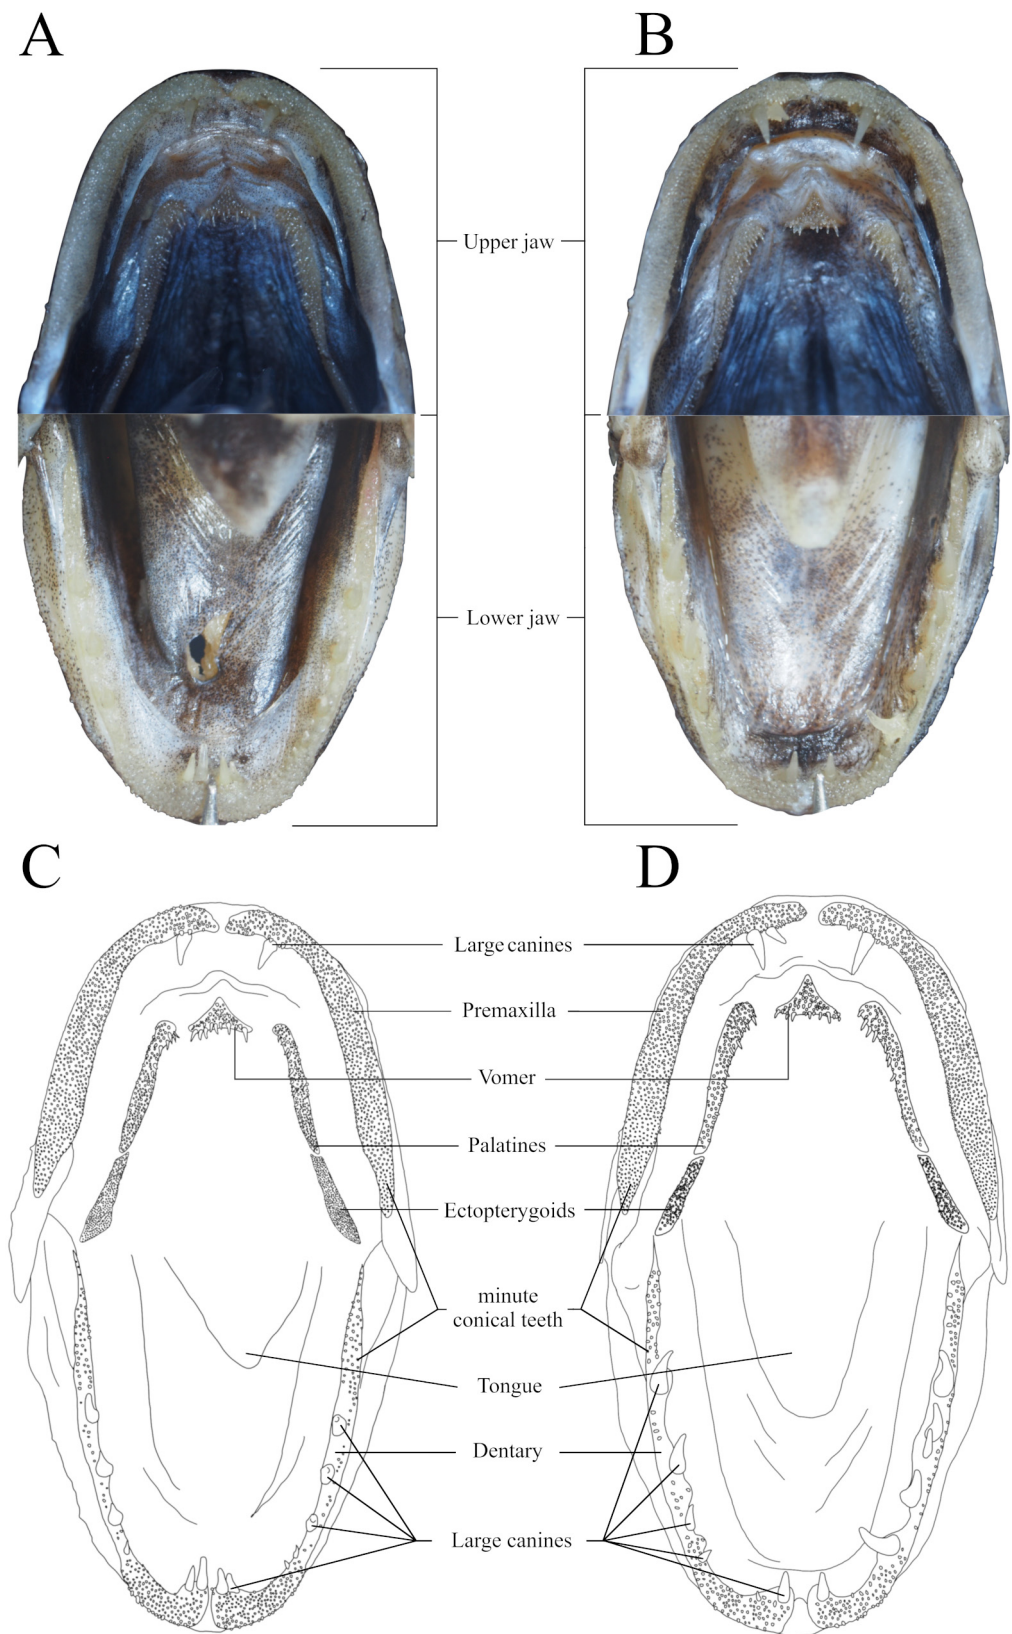 A
B
Upper jaw
Lower jaw
C
D
Large canines
Premaxilla
Vomer
Palatines
Ectopterygoids
minute
conical teeth
Tongue
Dentary
Large canines